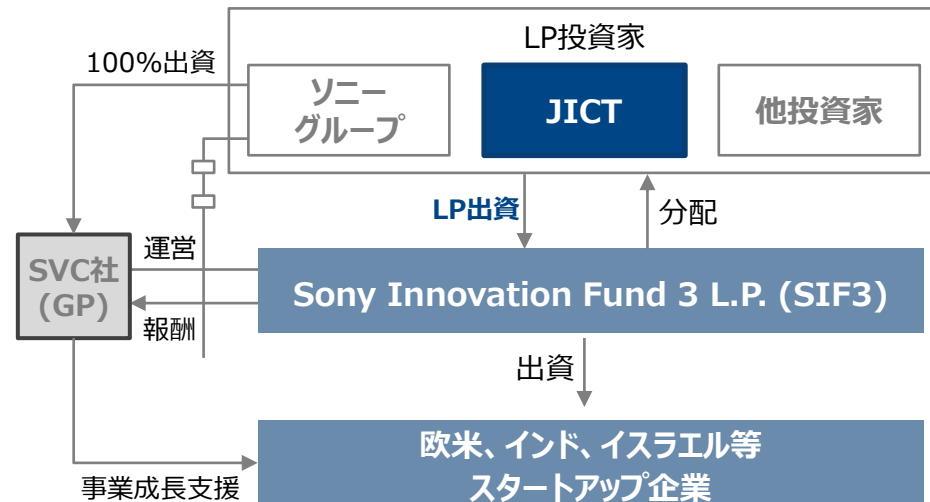 LP投資家
100%出資
ソニー
グループ
JICT
他投資家
LP出資
分配
SVC社
(GP)
運営
報酬
Sony Innovation Fund 3 L.P. (SIF3)
出資
欧米、インド、イスラエル等
スタートアップ企業
事業成長支援